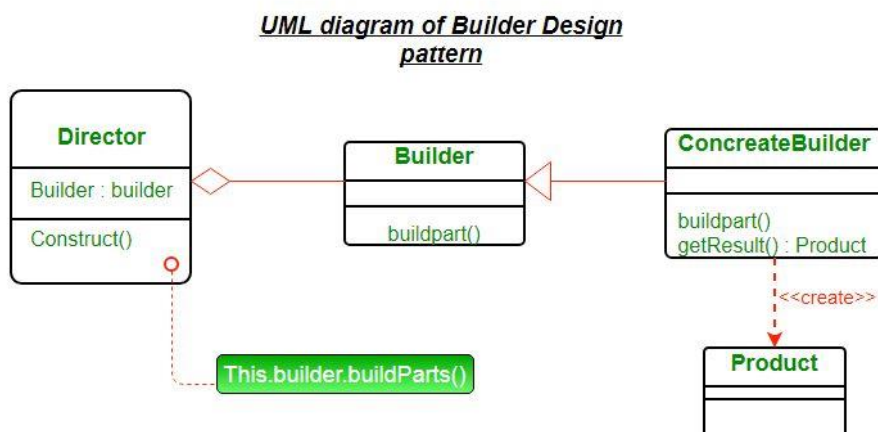 UML diagram of Builder Design
pattern
Director
Builder : builder
Construct()
Builder
buildpart()
ConcreateBuilder
buildpart()
getResult() : Product
<<create>>
Product
This.builder.buildParts()